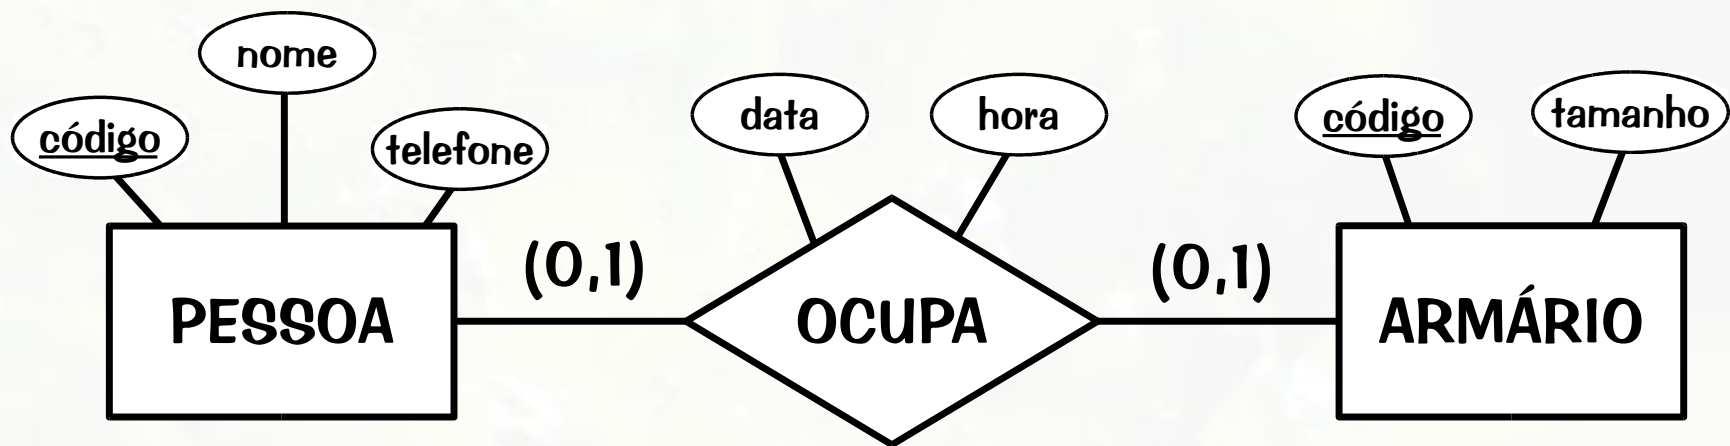 nome
código
telefone
data
hora
código
tamanho
(0,1)
(0,1)
PESSOA
OCUPA
ARMÁRIO